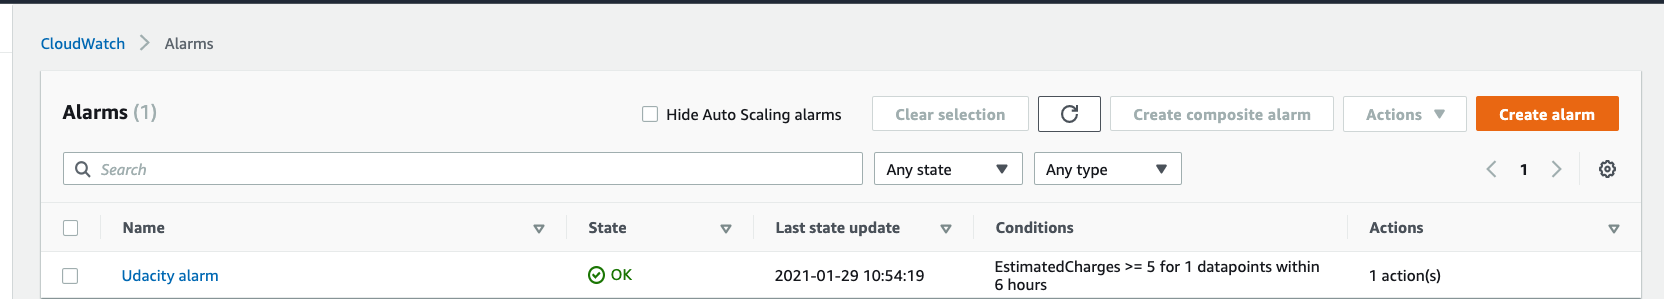 CloudWatch > Alarms
Alarms (1)
Hide Auto Scaling alarms
Clear selection
Create composite alarm
Actions
Create alarm
Search
Any state
Any type
1
Name
State
Last state update
Conditions
Actions
Udacity alarm
OK
2021-01-29 10:54:19
EstimatedCharges >= 5 for 1 datapoints within
6 hours
1 action(s)